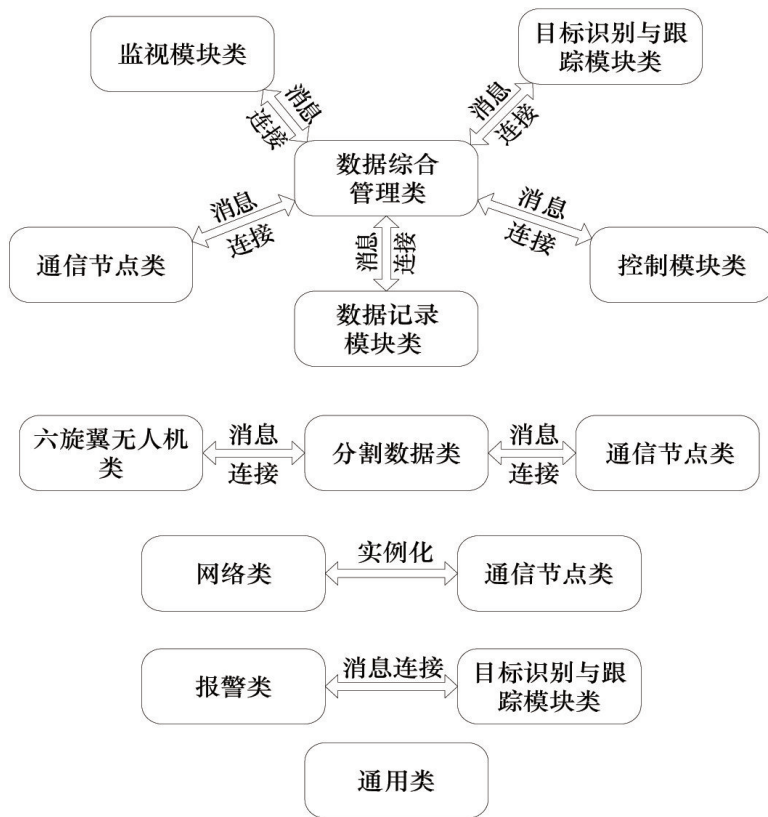 监视模块类
目标识别与跟
踪模块类
消息
连接
消息
连接
数据综合
管理类
消息
连接
消息
连接
消息
连接
通信节点类
控制模块类
数据记录
模块类
六旋翼无人机
类
消息
连接
分割数据类
消息
连接
通信节点类
网络类
实例化
通信节点类
报警类
消息连接
目标识别与跟
踪模块类
通用类